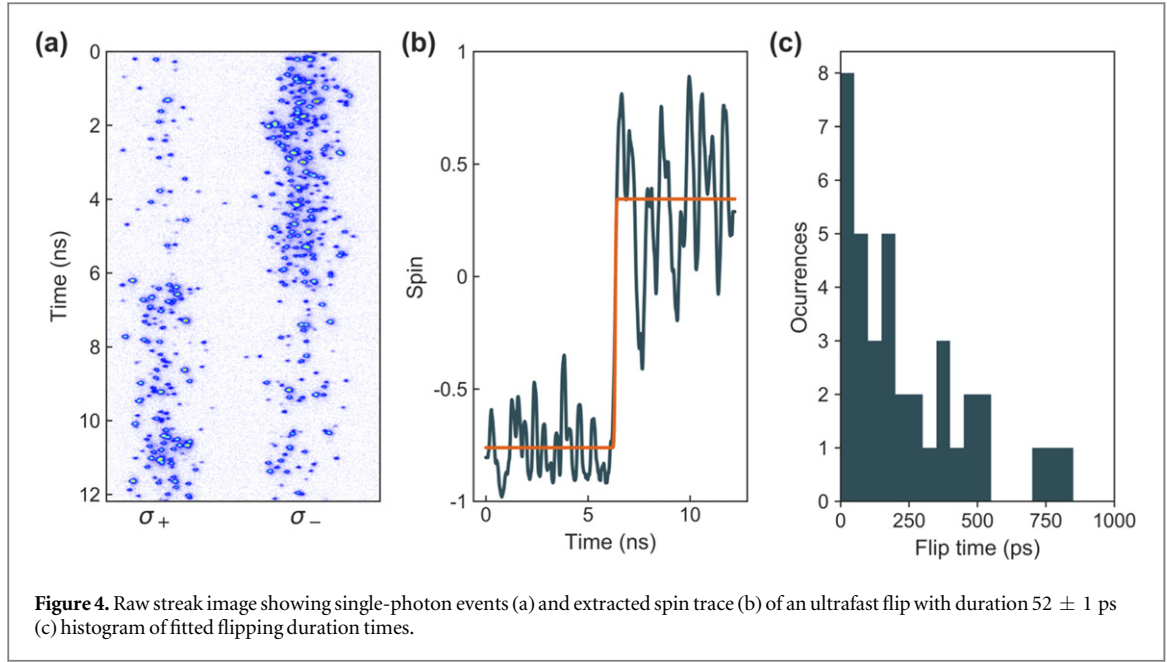 (a)
0
2
4
6
8
10
12
Time (ns)
σ+
σ−
(b)
1
0.5
0
-0.5
-1
Spin
0
5
10
Time (ns)
(c)
8
7
6
5
4
3
2
1
0
Ocurrences
0
250
500
750
1000
Flip time (ps)
Figure 4. Raw streak image showing single-photon events (a) and extracted spin trace (b) of an ultrafast flip with duration 52 ± 1 ps
(c) histogram of fitted flipping duration times.